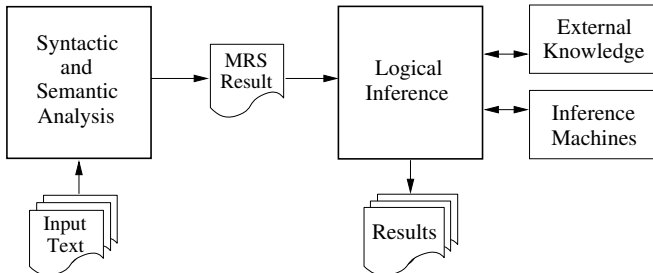 Syntactic
and
Semantic
Analysis
MRS
Result
Logical
Inference
External
Knowledge
Inference
Machines
Input
Text
Results